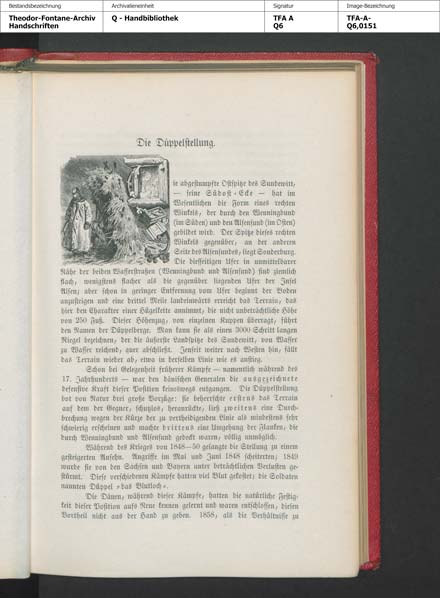 Bestandsbezeichnung
Archivalieneinheit
Signatur
Image-Bezeichnung
Theodor-Fontane-Archiv
Handschriften
Q - Handbibliothek
TFA A
Q6
TFA-A-
Q6,0151
Die Düppelstellung.
ie abgestumpfte Ostspitze des Sundewitt,
— seine Südost-Ecke — hat im
Wesentlichen die Form eines rechten
Winkels, der durch den Wenningbund
(im Süden) und den Alsensund (im Osten)
gebildet wird. Der Spitze dieses rechten
Winkels gegenüber, an der anderen
Seite des Alsensundes, liegt Sonderburg.
Die diesseitigen Ufer in unmittelbarer
Nähe der beiden Wasserstraßen (Wenningbund und Alsensund) sind ziemlich
flach, wenigstens flacher als die gegenüber liegenden Ufer der Insel
Alsen; aber schon in geringer Entfernung vom Ufer beginnt der Boden
anzusteigen und eine drittel Meile landeinwärts erreicht das Terrain, das
hier den Charakter einer Hügelkette annimmt, die nicht unbeträchtliche Höhe
von 250 Fuß. Dieser Höhenzug, von einzelnen Kuppen überragt, führt
den Namen der Düppelberge. Man kann sie als einen 3000 Schritt langen
Riegel bezeichnen, der die äußerste Landspitze des Sundewitt, von Wasser
zu Wasser reichend, quer abschließt. Jenseit weiter nach Westen hin, fällt
das Terrain wieder ab, etwa in derselben Linie wie es anstieg.
Schon bei Gelegenheit früherer Kämpfe — namentlich während des
17. Jahrhunderts — war den dänischen Generalen die ausgezeichnete
defensive Kraft dieser Position keineswegs entgangen. Die Düppelstellung
bot von Natur drei große Vorzüge: sie beherrschte erstens das Terrain
auf dem der Gegner, schutzlos, heranrückte, ließ zweitens eine Durch-
brechung wegen der Kürze der zu vertheidigenden Linie als mindestens sehr
schwierig erscheinen und machte drittens eine Umgehung der Flanken, die
durch Wenningbund und Alsensund gedeckt waren, völlig unmöglich.
Während des Krieges von 1848–50 gelangte die Stellung zu einem
gesteigerten Ansehn. Angriffe im Mai und Juni 1848 scheiterten; 1849
wurde sie von den Sachsen und Bayern unter beträchtlichen Verlusten ge-
stürmt. Diese verschiedenen Kämpfe hatten viel Blut gekostet; die Soldaten
nannten Düppel »das Blutloch«.
Die Dänen, während dieser Kämpfe, hatten die natürliche Festig-
keit dieser Position aufs Neue kennen gelernt und waren entschlossen, diesen
Vortheil nicht aus der Hand zu geben. 1858, als die Verhältnisse zu